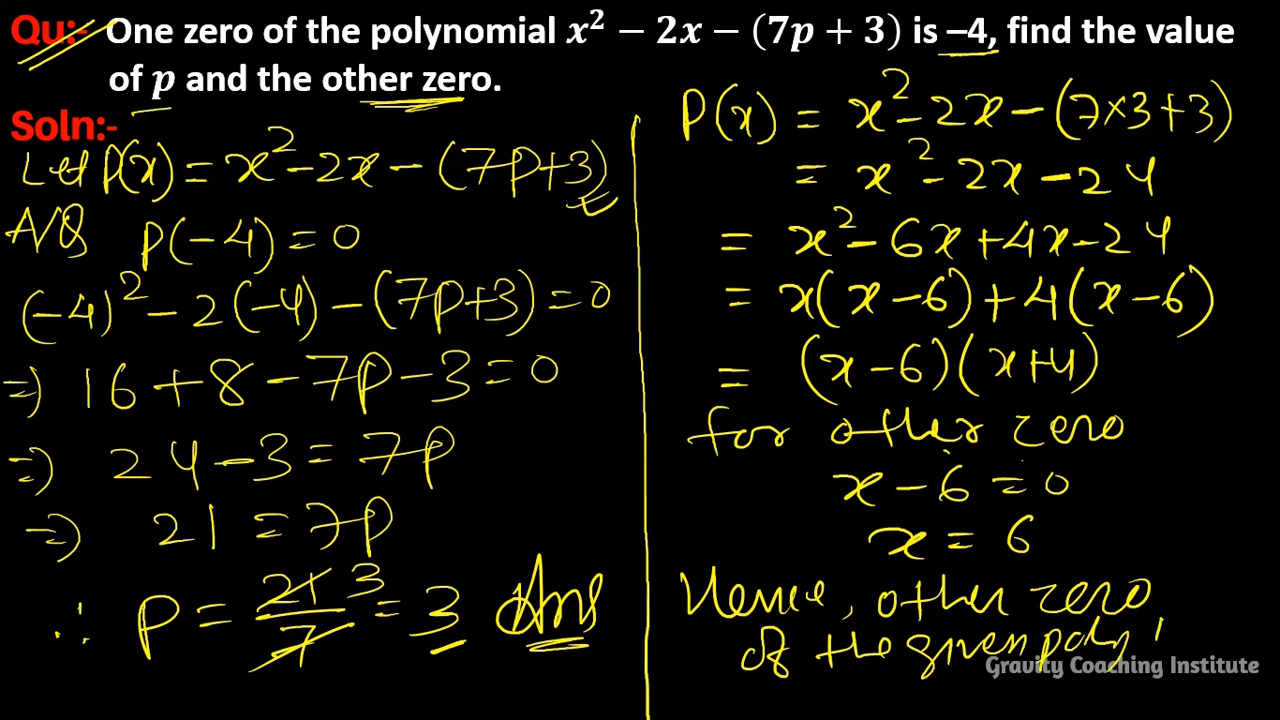 Qu:- One zero of the polynomial x² − 2x − (7p + 3) is −4, find the value
of p and the other zero.
Soln:-
Let P(x) = x² - 2x - (7p+3)
A/Q P(-4) = 0
(-4)² - 2(-4) - (7p+3) = 0
=) 16 + 8 - 7p - 3 = 0
=) 24 - 3 = 7p
=) 21 = 7p
∴ p = 21/7 3 = 3 Ans
P(x) = x² - 2x - (7×3+3)
= x² - 2x - 24
= x² - 6x + 4x - 24
= x(x-6) + 4(x-6)
= (x-6)(x+4)
for other zero
x - 6 = 0
x = 6
Hence, other zero
of the given poly
Gravity Coaching Institute